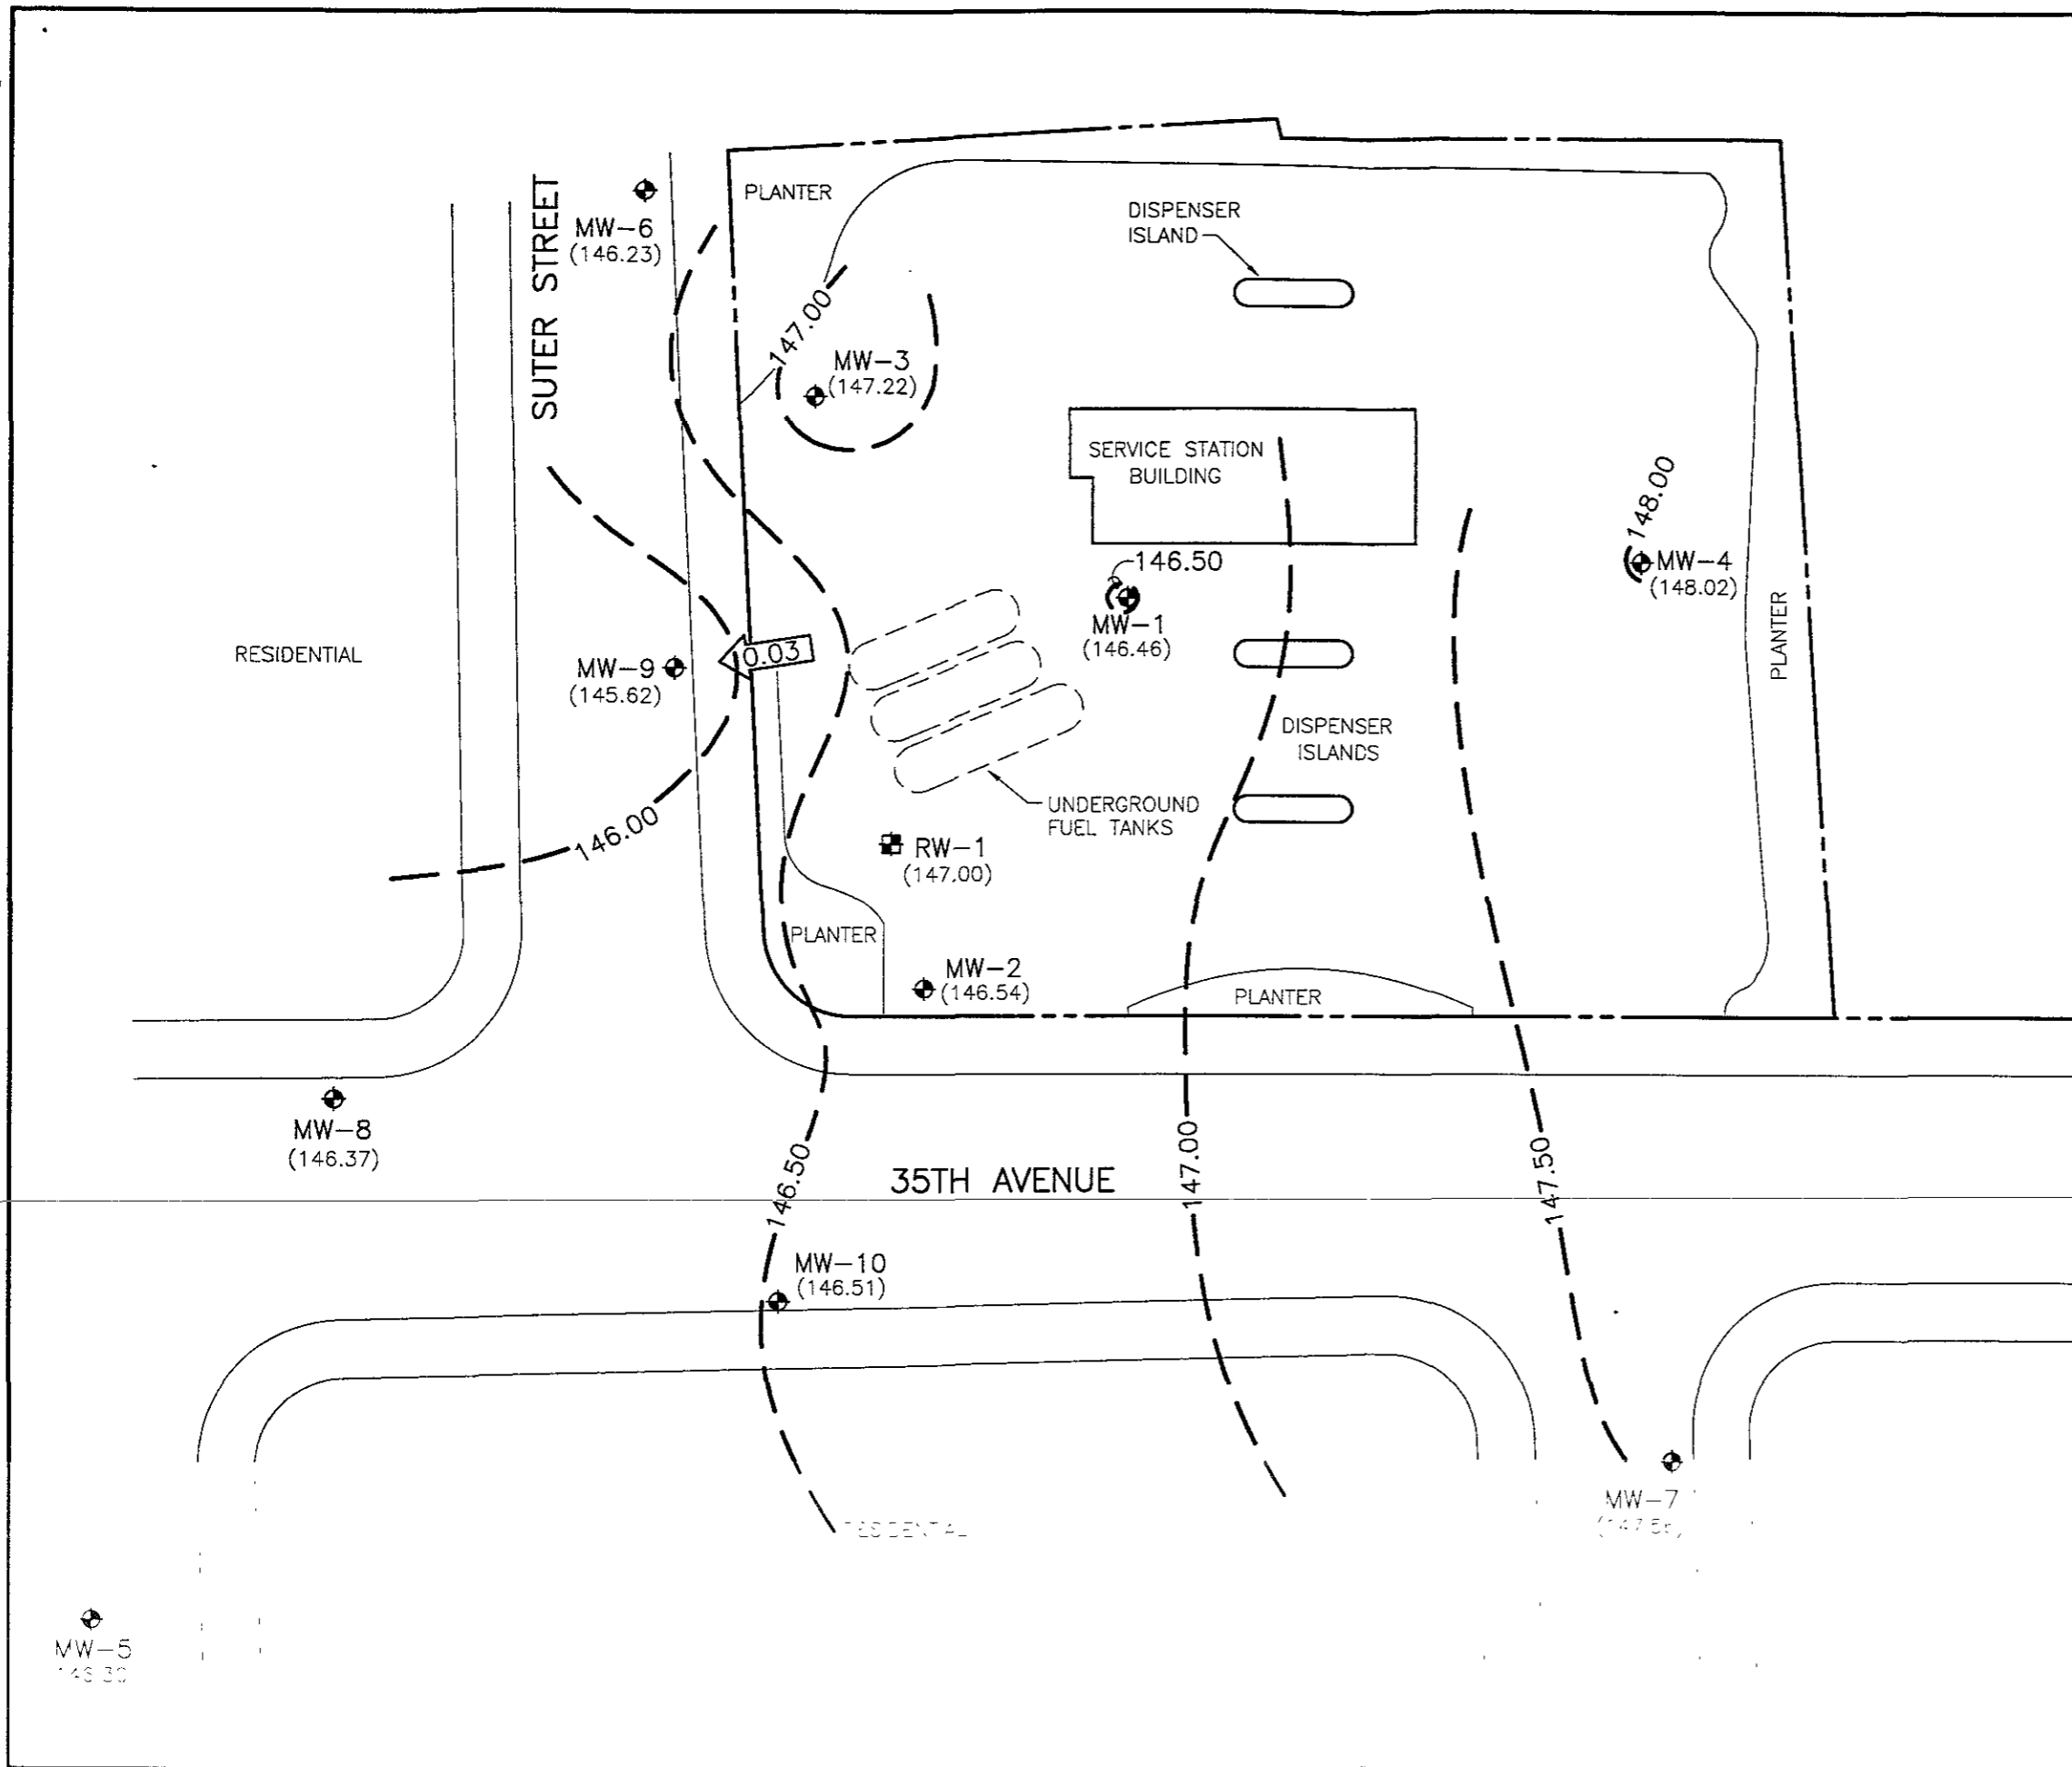 SUTER STREET
MW-6
(146.23)
PLANTER
DISPENSER
ISLAND
147.00
MW-3
(147.22)
SERVICE STATION
BUILDING
148.00
MW-4
(148.02)
146.50
MW-1
(146.46)
PLANTER
RESIDENTIAL
MW-9
(145.62)
0.03
DISPENSER
ISLANDS
UNDERGROUND
FUEL TANKS
146.00
RW-1
(147.00)
PLANTER
MW-2
(146.54)
PLANTER
MW-8
(146.37)
146.50
35TH AVENUE
147.00
147.50
MW-10
(146.51)
MW-7
RESIDENTIAL
MW-5